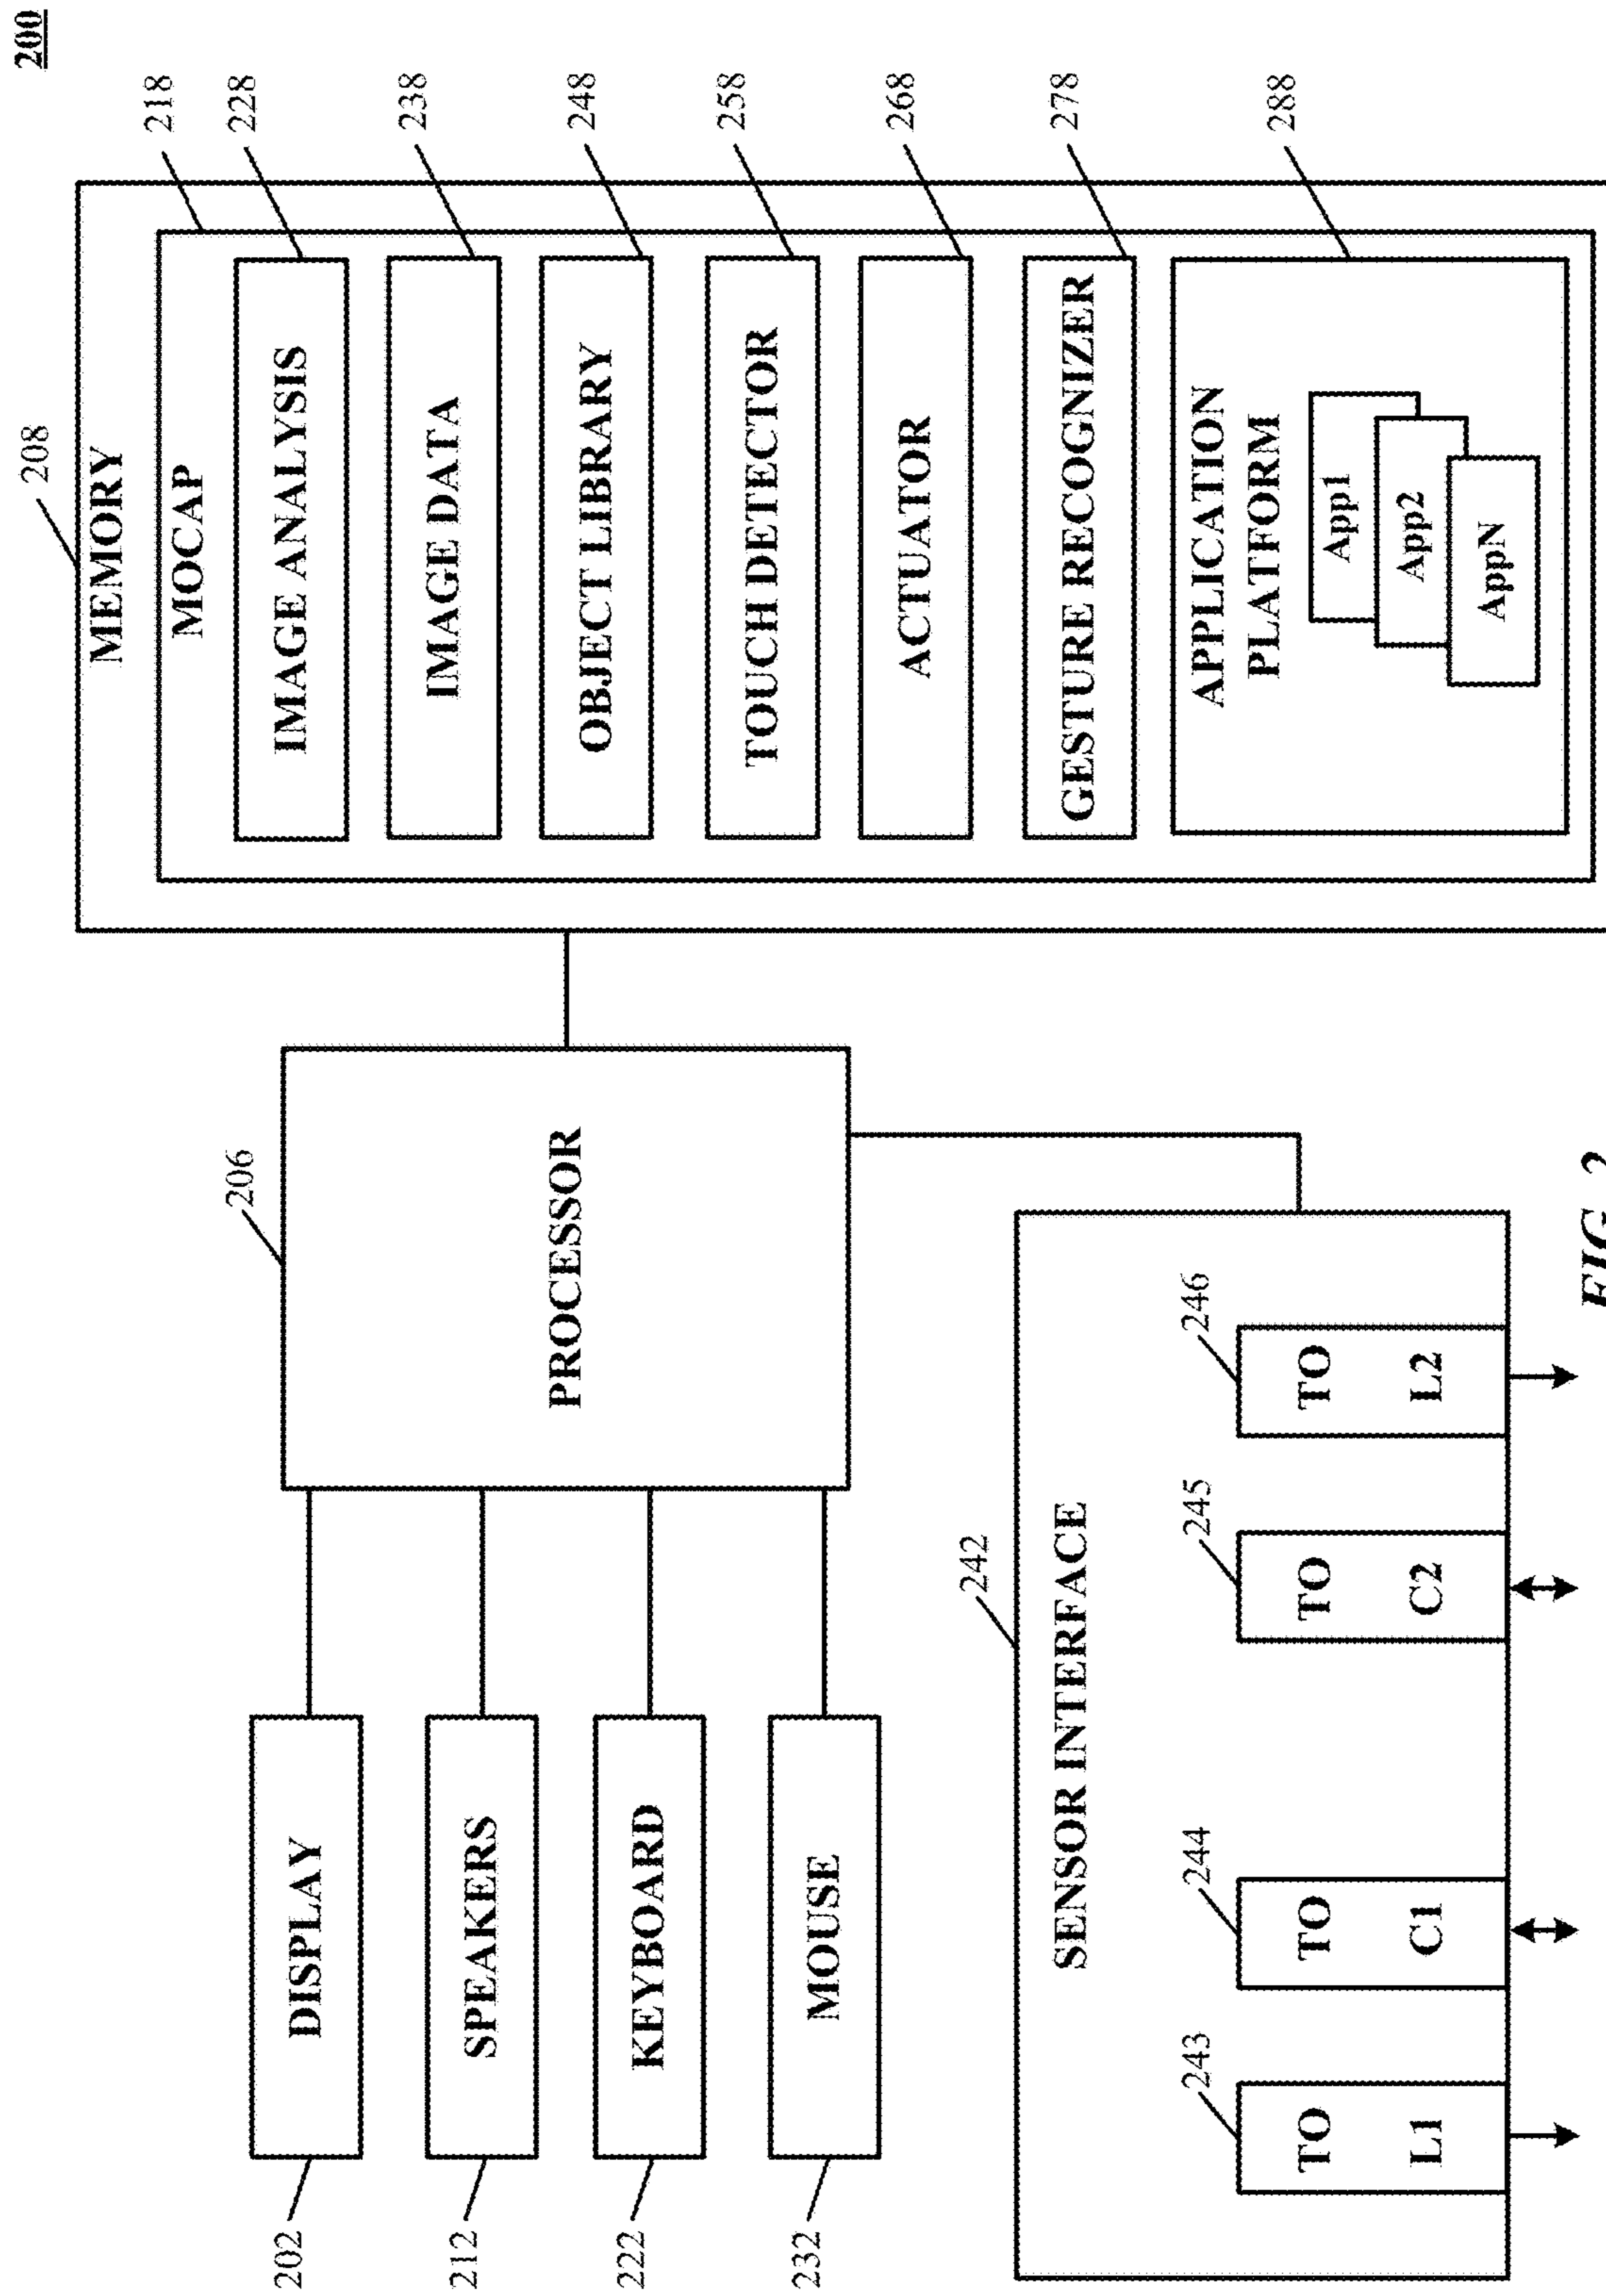 200
208
MEMORY
218
MOCAP
228
IMAGE ANALYSIS
238
IMAGE DATA
248
OBJECT LIBRARY
258
TOUCH DETECTOR
268
ACTUATOR
278
GESTURE RECOGNIZER
288
APPLICATION
PLATFORM
App1
App2
AppN
206
PROCESSOR
202
DISPLAY
212
SPEAKERS
222
KEYBOARD
232
MOUSE
242
SENSOR INTERFACE
243
TO
L1
244
TO
C1
245
TO
C2
246
TO
L2
FIG. 2